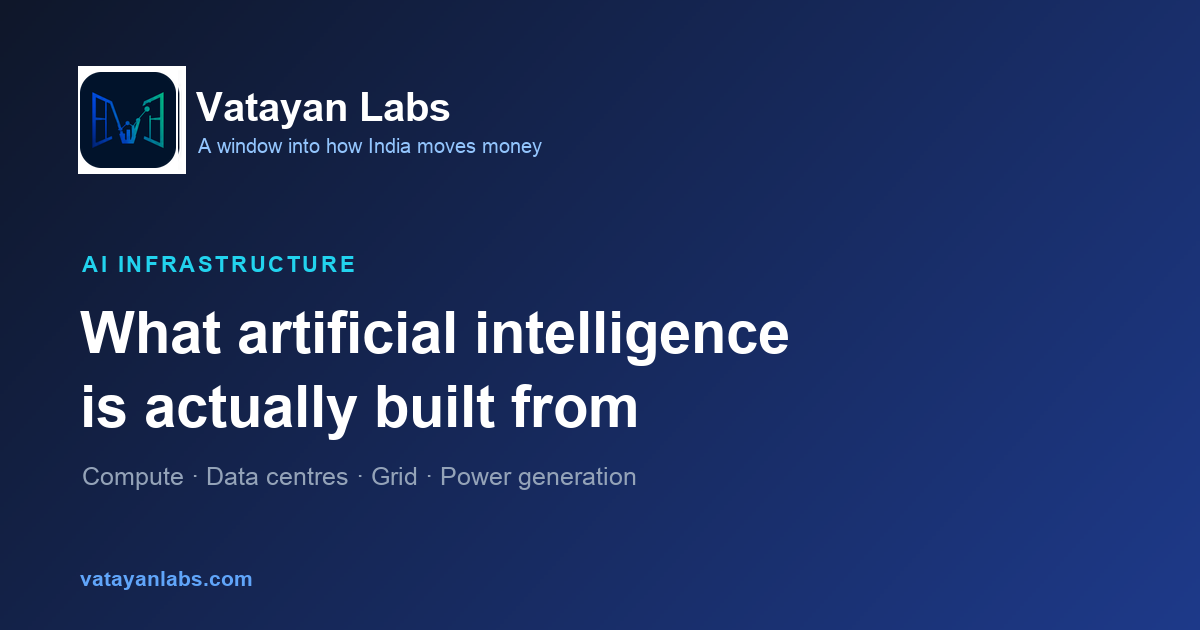 Vatayan Labs
A window into how India moves money
AI INFRASTRUCTURE
What artificial intelligence
is actually built from
Compute · Data centres · Grid · Power generation
vatayanlabs.com